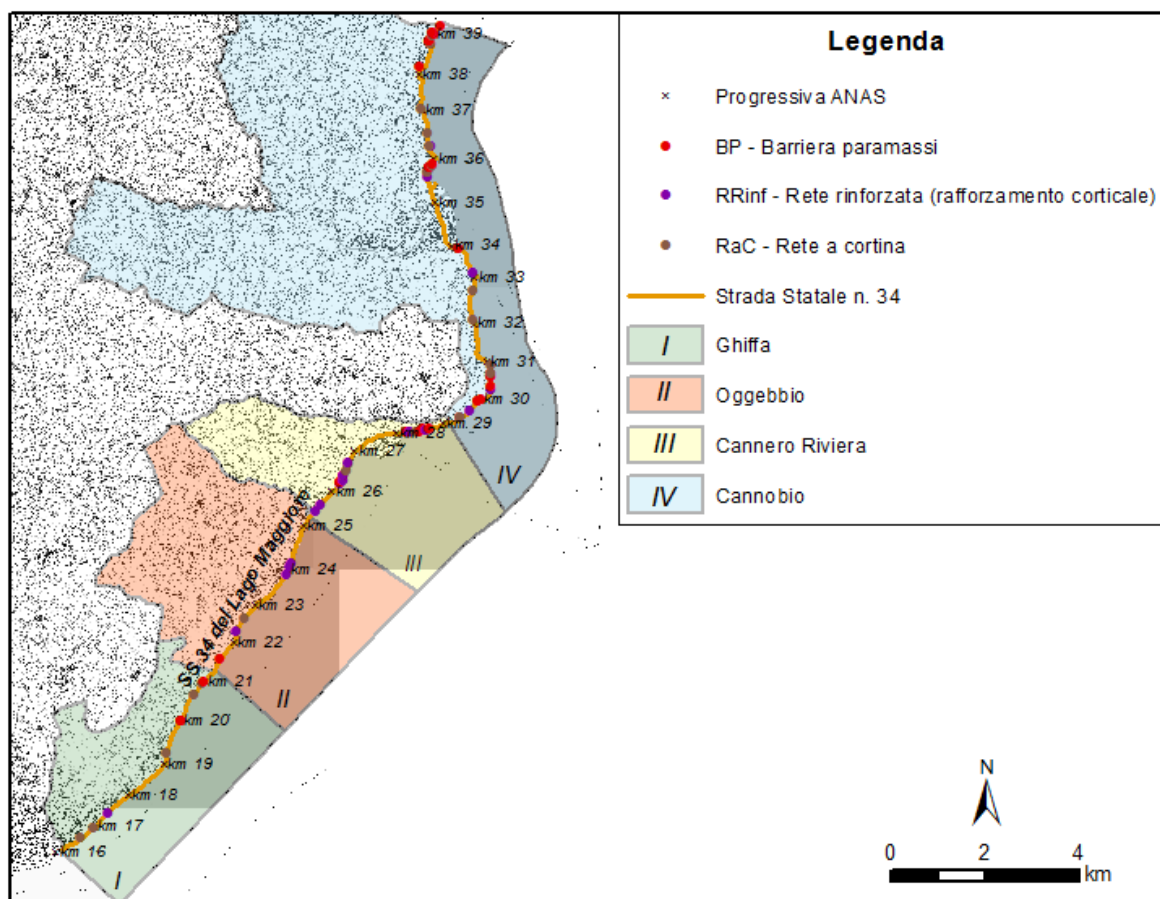 km 39
km 38
km 37
km 36
km 35
km 34
km 33
km 32
km 31
km 30
km 29
km 28
km 27
km 26
km 25
km 24
km 23
km 22
km 21
km 20
km 19
km 18
km 17
km 16
SS 34 del Lago Maggiore
IV
III
II
I
Legenda
Progressiva ANAS
BP - Barriera paramassi
RRinf - Rete rinforzata (rafforzamento corticale)
RaC - Rete a cortina
Strada Statale n. 34
I Ghiffa
II Oggebbio
III Cannero Riviera
IV Cannobio
N
0 2 4
km